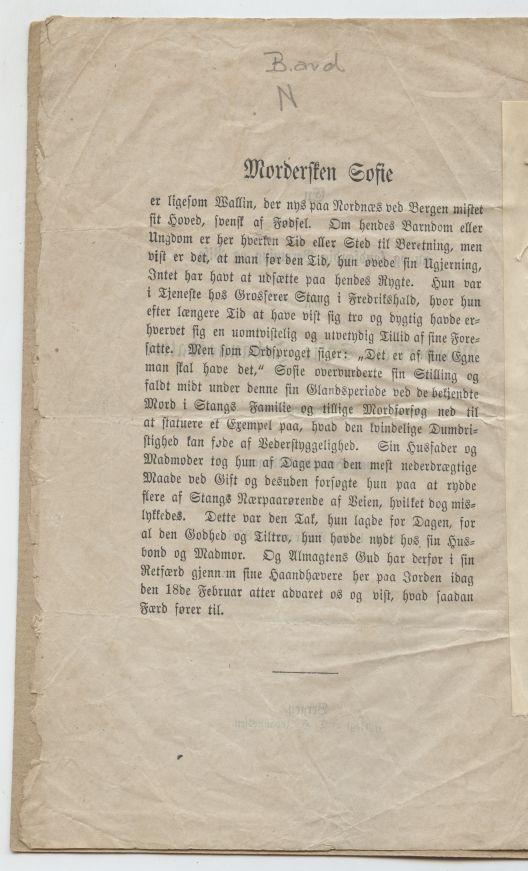 B. avd
N
Mordersken Sofie
er ligesom Wallin, der nys paa Nordnæs ved Bergen mistet
sit Hoved, svensk af Fødsel. Om hendes Barndom eller
Ungdom er her hverken Tid eller Sted til Beretning, men
vist er det, at man før den Tid, hun øvede sin Ugjerning,
Intet har havt at udsætte paa hendes Rygte. Hun var
i Tjeneste hos Grosserer Stang i Fredrikshald, hvor hun
efter længere Tid at have vist sig tro og dygtig havde er-
hvervet sig en uomtvistelig og utvetydig Tillid af sine Fore-
satte. Men som Ordsproget siger: „Det er af sine Egne
man skal have det,“ Sofie overvurderte sin Stilling og
faldt midt under denne sin Glandsperiode ved de bekjendte
Mord i Stangs Familie og tillige Mordforsøg ned til
at statuere et Exempel paa, hvad den kvindelige Dumdri-
stighed kan føde af Vederstyggelighed. Sin Husfader og
Madmoder tog hun af Dage paa den mest nederdrægtige
Maade ved Gift og desuden forsøgte hun paa at rydde
flere af Stangs Nærpaarørende af Veien, hvilket dog mis-
lykkedes. Dette var den Tak, hun lagde for Dagen, for
al den Godhed og Tiltro, hun havde nydt hos sin Hus-
bond og Madmor. Og Almagtens Gud har derfor i sin
Retfærd gjennem sine Haandhævere her paa Jorden idag
den 18de Februar atter advaret os og vist, hvad saadan
Færd fører til.